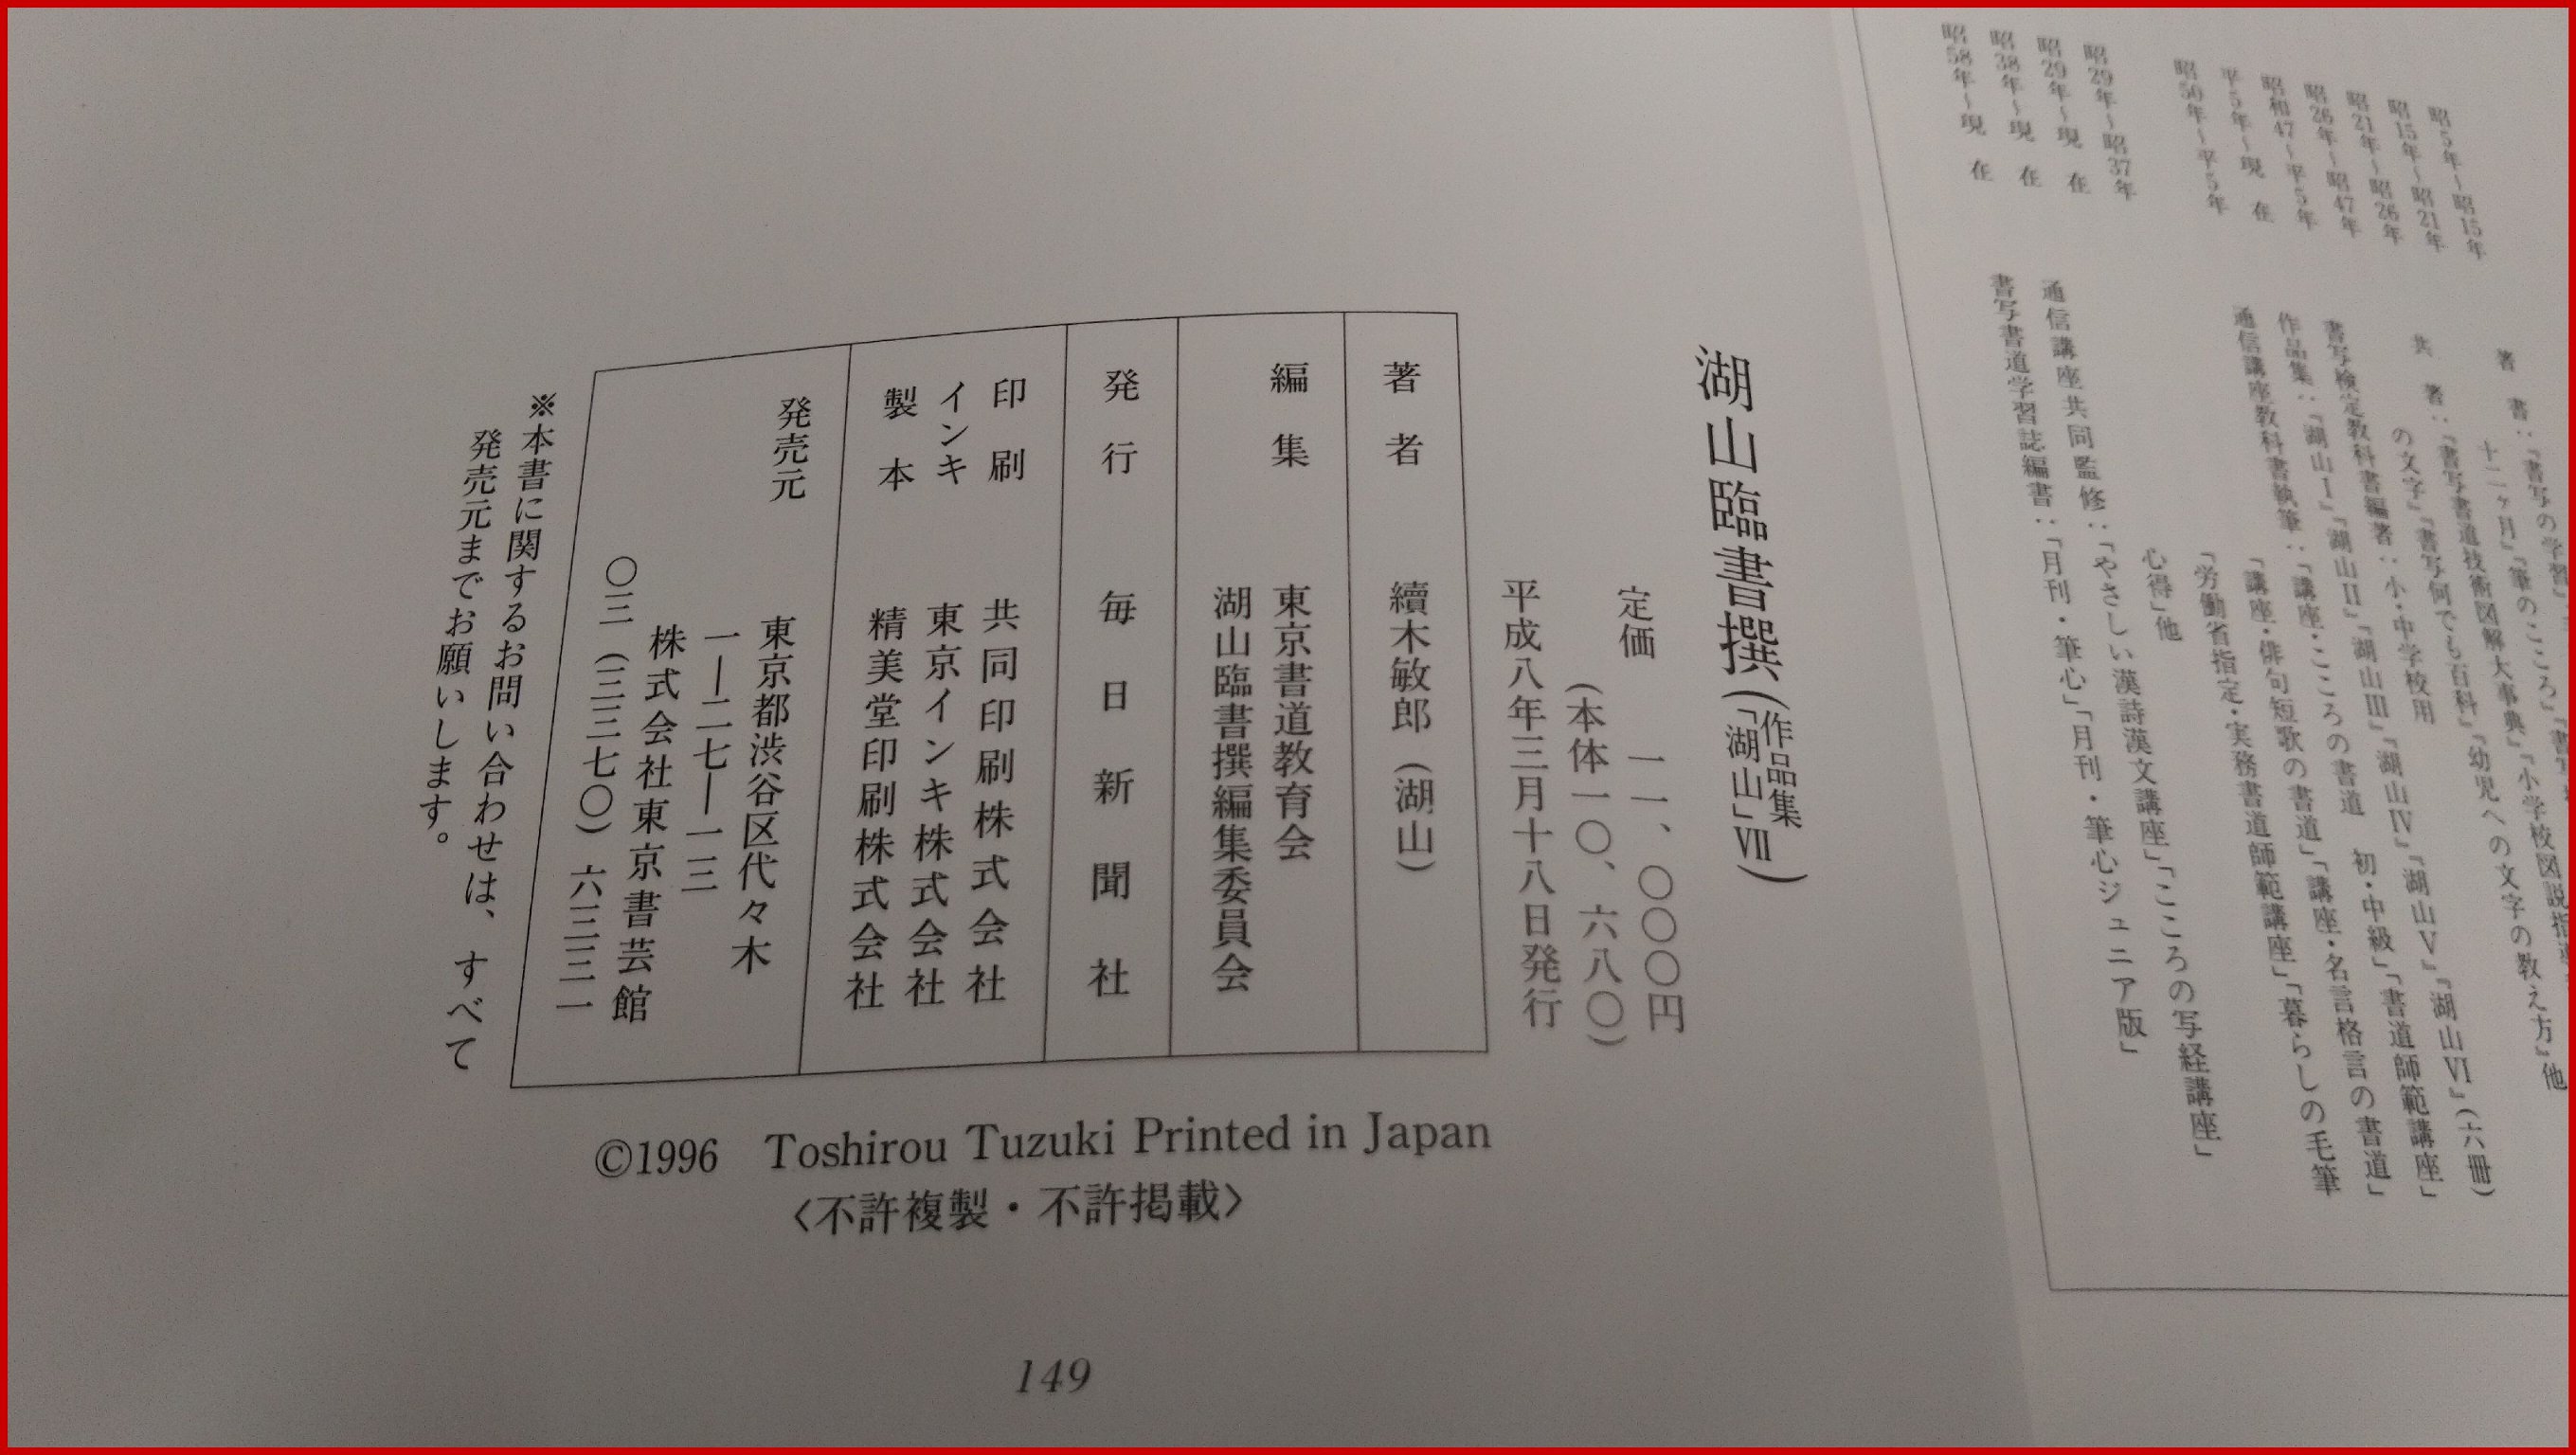 昭5年～昭15年
昭15年～昭21年
昭21年～昭26年
昭26年～昭47年
昭和47～平5年
平5年～現 在
昭50年～平5年
昭29年～昭37年
昭29年～現 在
昭38年～現 在
昭58年～現 在
著 書：『書写の学習』
十二ヶ月』『筆のこころ』
共 著：『書写書道技術図解大事典』『小学校図説指導
の文字』『書写何でも百科』『幼児への文字の教え方』他
書写検定教科書編著：小・中学校用
作品集：『湖山Ⅰ』『湖山Ⅱ』『湖山Ⅲ』『湖山Ⅳ』『湖山Ⅴ』『湖山Ⅵ』（六冊）
通信講座教科書執筆：「講座・こころの書道 初・中級」「書道師範講座」
「講座・俳句短歌の書道」「講座・名言格言の書道」
「労働省指定・実務書道師範講座」「暮らしの毛筆
心得」他
通信講座共同監修：「やさしい漢詩漢文講座」「こころの写経講座」
書写書道学習誌編書：「月刊・筆心」「月刊・筆心ジュニア版」
湖山臨書撰（作品集「湖山」Ⅶ）
定価 一一、〇〇〇円
（本体一〇、六八〇）
平成八年三月十八日発行
著者 續木敏郎（湖山）
編集 東京書道教育会
湖山臨書撰編集委員会
発行 毎日新聞社
印刷 共同印刷株式会社
インキ 東京インキ株式会社
製本 精美堂印刷株式会社
発売元 東京都渋谷区代々木
一―二七―一三
株式会社東京書芸館
〇三（三三七〇）六三三一
※本書に関するお問い合わせは、すべて
発売元までお願いします。
©1996 Toshirou Tuzuki Printed in Japan
〈不許複製・不許掲載〉
149